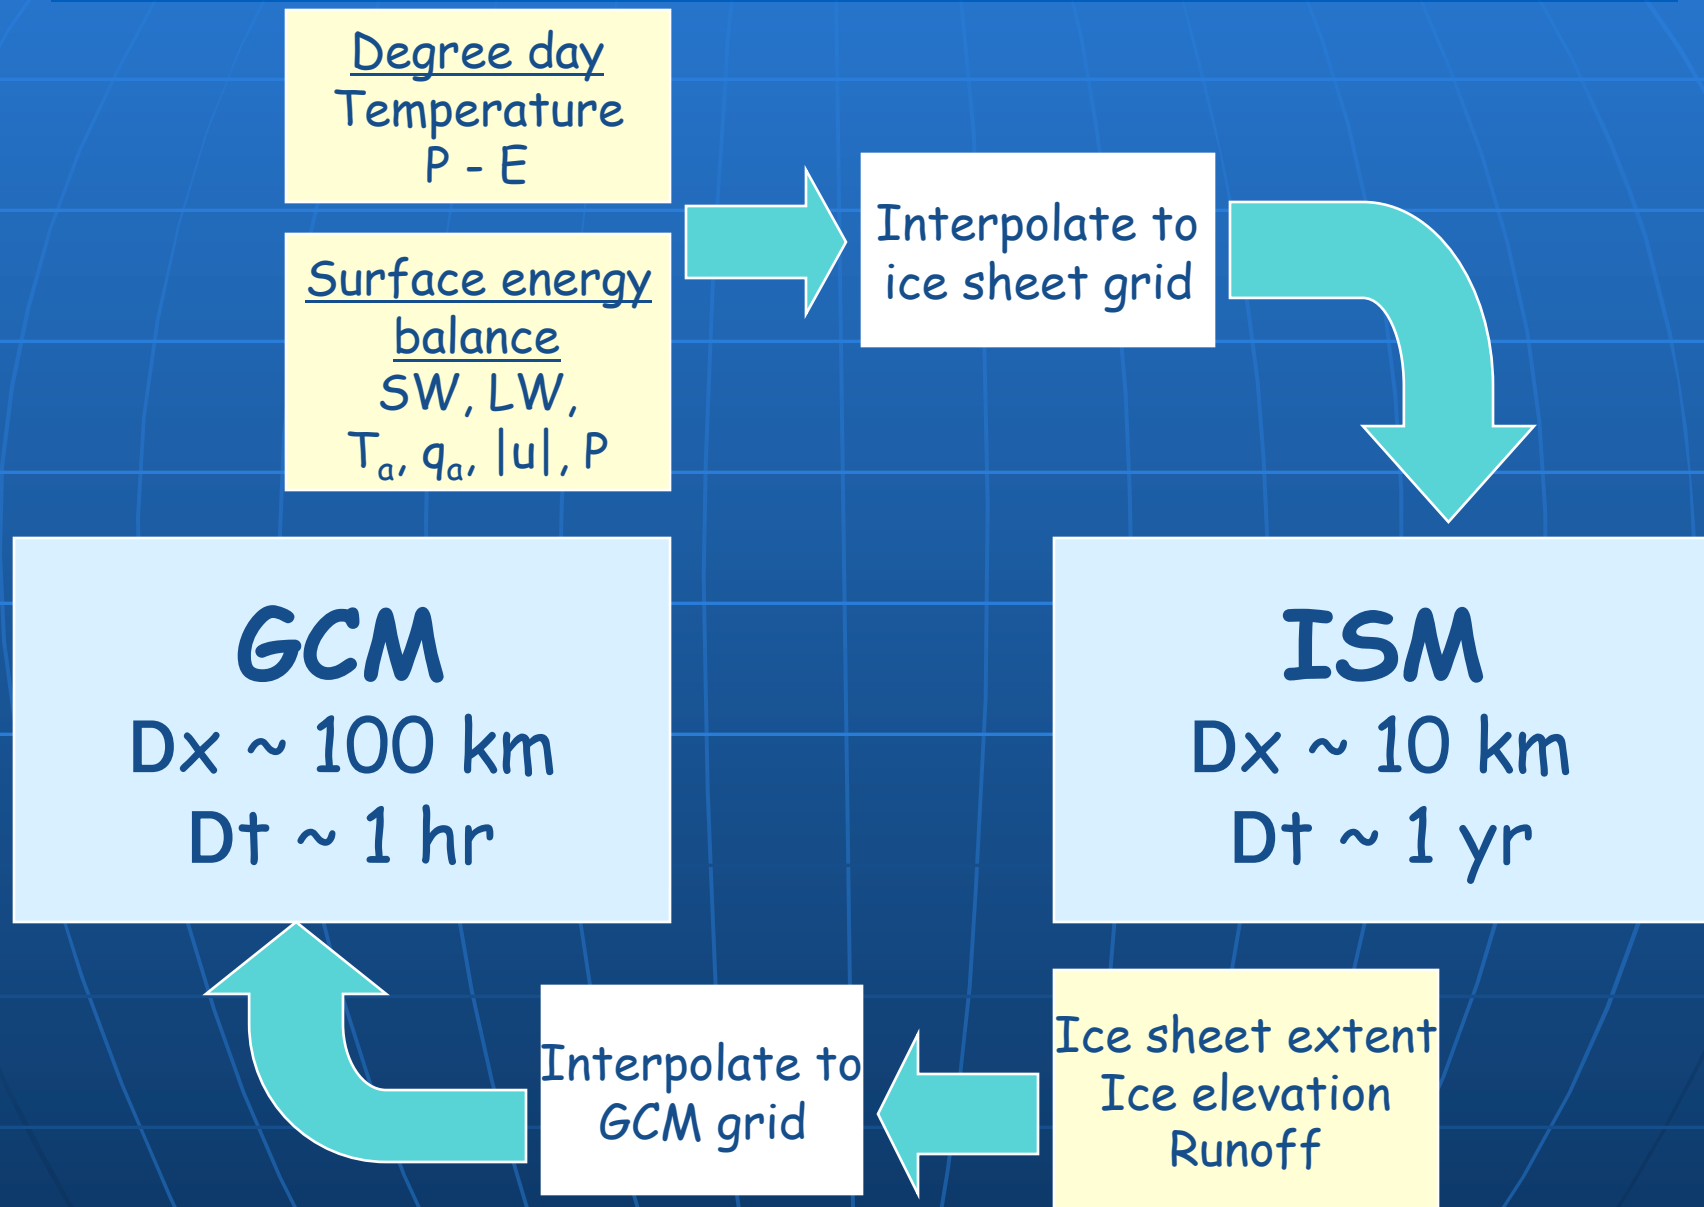 Degree day
Temperature
P - E
Surface energy
balance
SW, LW,
Ta, qa, |u|, P
Interpolate to
ice sheet grid
GCM
Dx ~ 100 km
Dt ~ 1 hr
ISM
Dx ~ 10 km
Dt ~ 1 yr
Interpolate to
GCM grid
Ice sheet extent
Ice elevation
Runoff